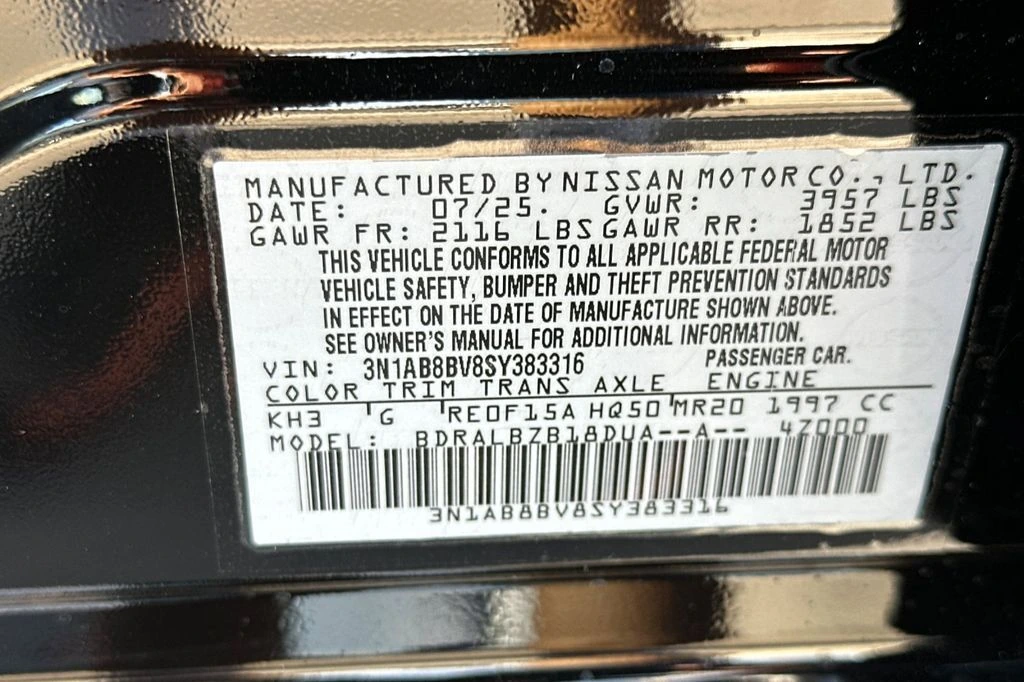 MANUFACTURED BY NISSAN MOTOR CO., LTD.
DATE: 07/25. GVWR: 3957 LBS
GAWR FR: 2116 LBS GAWR RR: 1852 LBS
THIS VEHICLE CONFORMS TO ALL APPLICABLE FEDERAL MOTOR
VEHICLE SAFETY, BUMPER AND THEFT PREVENTION STANDARDS
IN EFFECT ON THE DATE OF MANUFACTURE SHOWN ABOVE.
SEE OWNER'S MANUAL FOR ADDITIONAL INFORMATION.
VIN: 3N1AB8BV8SY383316 PASSENGER CAR.
COLOR TRIM TRANS AXLE ENGINE
KH3 G RE0F15A HQ50 MR20 1997 CC
MODEL: BDRALBZB18DUA--A-- 4Z000
3N1AB8BV8SY383316